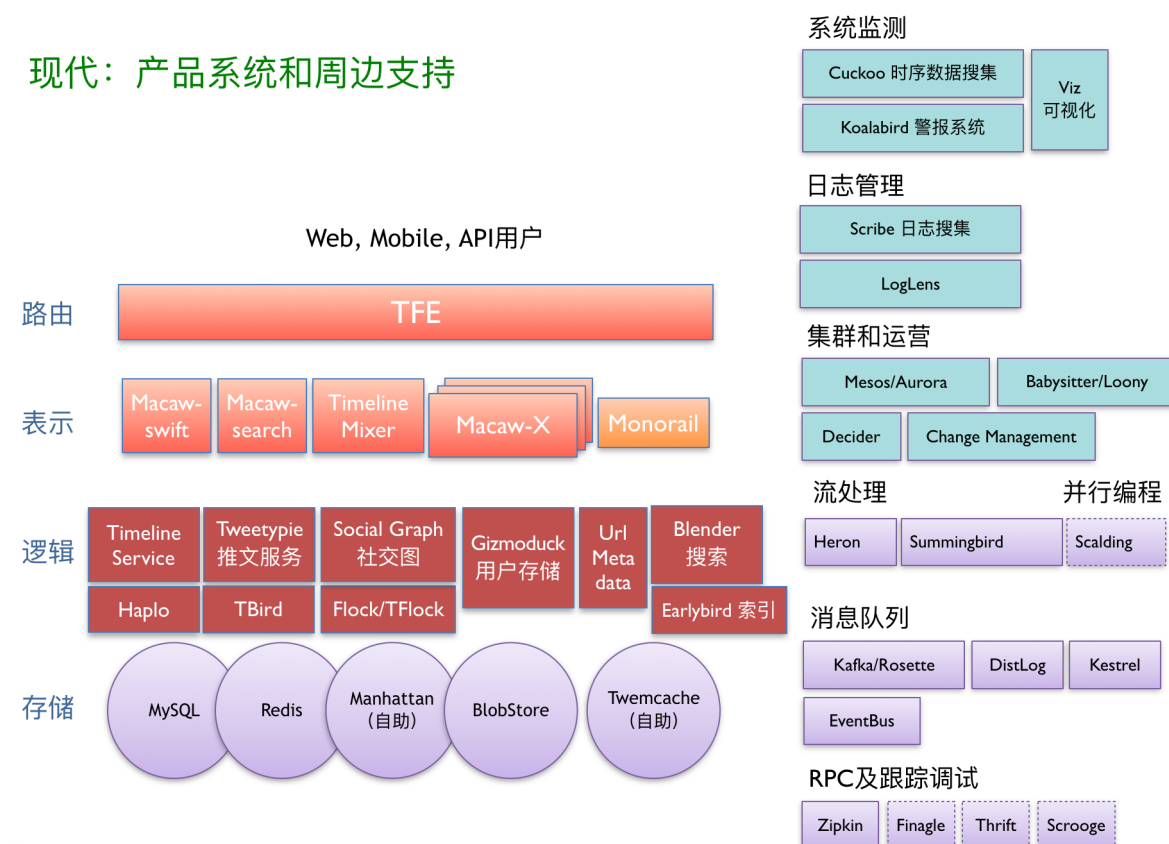 现代：产品系统和周边支持
Web, Mobile, API用户
路由
TFE
表示
Macaw-
swift
Macaw-
search
Timeline
Mixer
Macaw-X
Monorail
逻辑
Timeline
Service
Tweetypie
推文服务
Social Graph
社交图
Gizmoduck
用户存储
Url
Meta
data
Blender
搜索
Haplo
TBird
Flock/TFlock
Earlybird 索引
存储
MySQL
Redis
Manhattan
（自助）
BlobStore
Twemcache
（自助）
系统监测
Cuckoo 时序数据搜集
Koalabird 警报系统
Viz
可视化
日志管理
Scribe 日志搜集
LogLens
集群和运营
Mesos/Aurora
Babysitter/Loony
Decider
Change Management
流处理
并行编程
Heron
Summingbird
Scalding
消息队列
Kafka/Rosette
DistLog
Kestrel
EventBus
RPC及跟踪调试
Zipkin
Finagle
Thrift
Scrooge